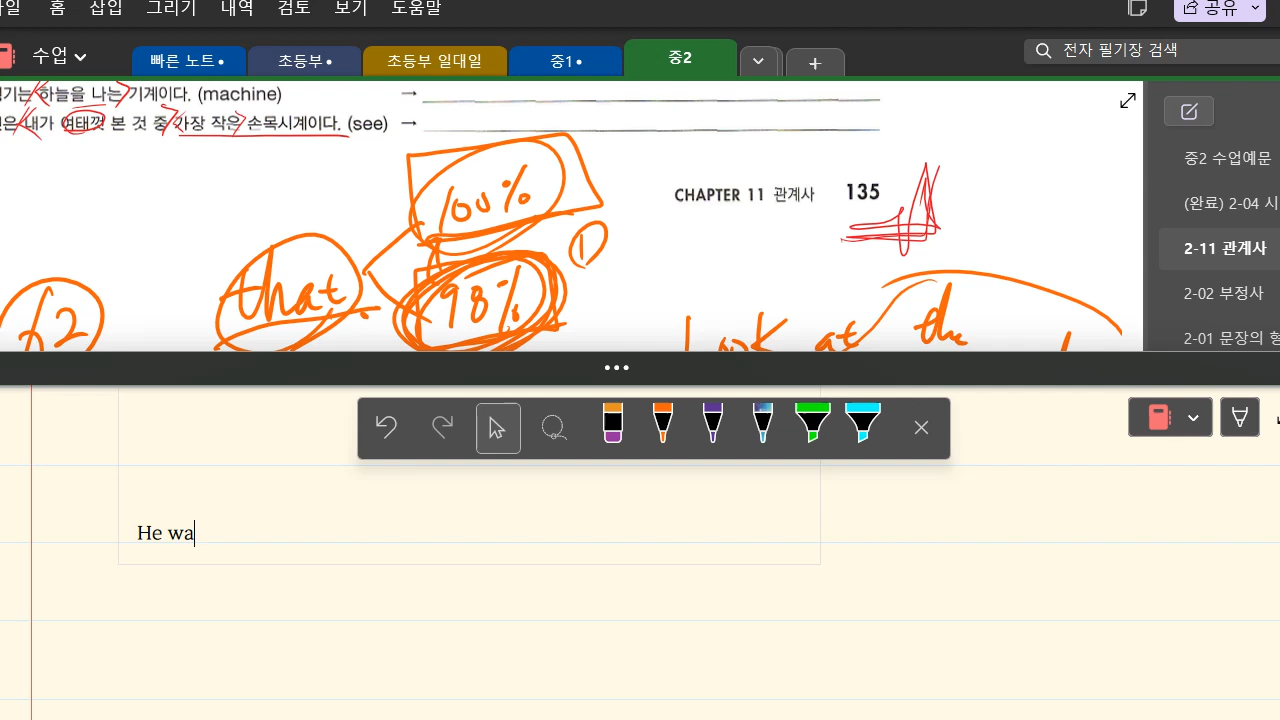 홈 삽입 그리기 내역 검토 보기 도움말 공유
수업 빠른 노트 초등부 초등부 일대일 중1 중2 + 전자 필기장 검색
하늘을 나는 기계이다. (machine) →
내가 여태껏 본 것 중 가장 작은 손목시계이다. (see) →
CHAPTER 11 관계사 135
100%
①
that
98%
Look at the
중2 수업예문
(완료) 2-04 시
2-11 관계사
2-02 부정사
2-01 문장의 형
He wa